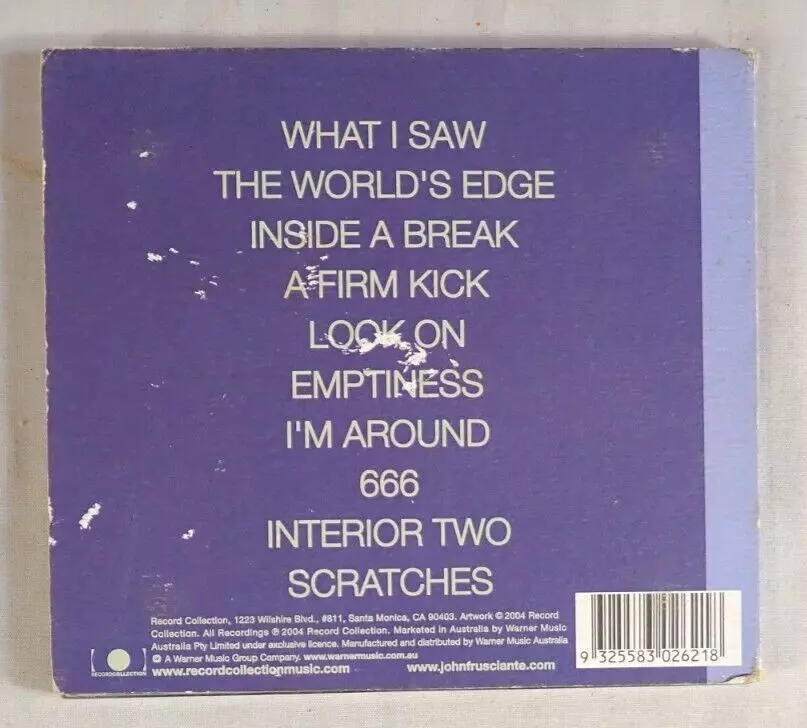 WHAT I SAW
THE WORLD'S EDGE
INSIDE A BREAK
A FIRM KICK
LOOK ON
EMPTINESS
I'M AROUND
666
INTERIOR TWO
SCRATCHES
Record Collection, 1223 Wilshire Blvd., #811, Santa Monica, CA 90403. Artwork © 2004 Record
Collection. All Recordings ℗ 2004 Record Collection. Marketed in Australia by Warner Music
Australia Pty Limited under exclusive licence. Manufactured and distributed by Warner Music Australia
A Warner Music Group Company. www.warnermusic.com.au
www.recordcollectionmusic.com www.johnfrusciante.com
RECORDCOLLECTION
9 325583 026218